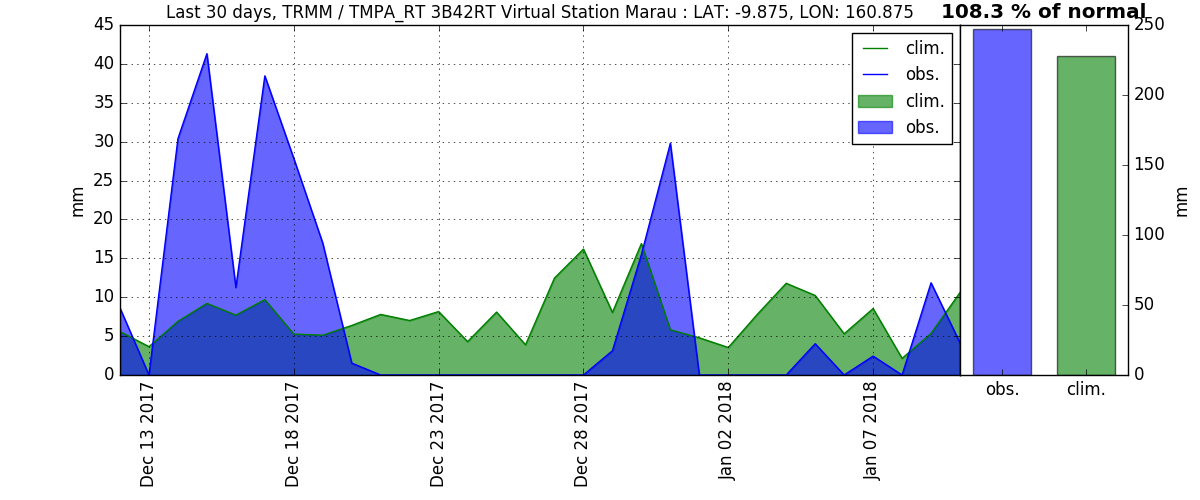 Last 30 days, TRMM / TMPA_RT 3B42RT Virtual Station Marau : LAT: -9.875, LON: 160.875
108.3 % of normal
45
40
35
30
25
20
15
10
5
0
mm
clim.
obs.
clim.
obs.
250
200
150
100
50
0
mm
obs.
clim.
Dec 13 2017
Dec 18 2017
Dec 23 2017
Dec 28 2017
Jan 02 2018
Jan 07 2018